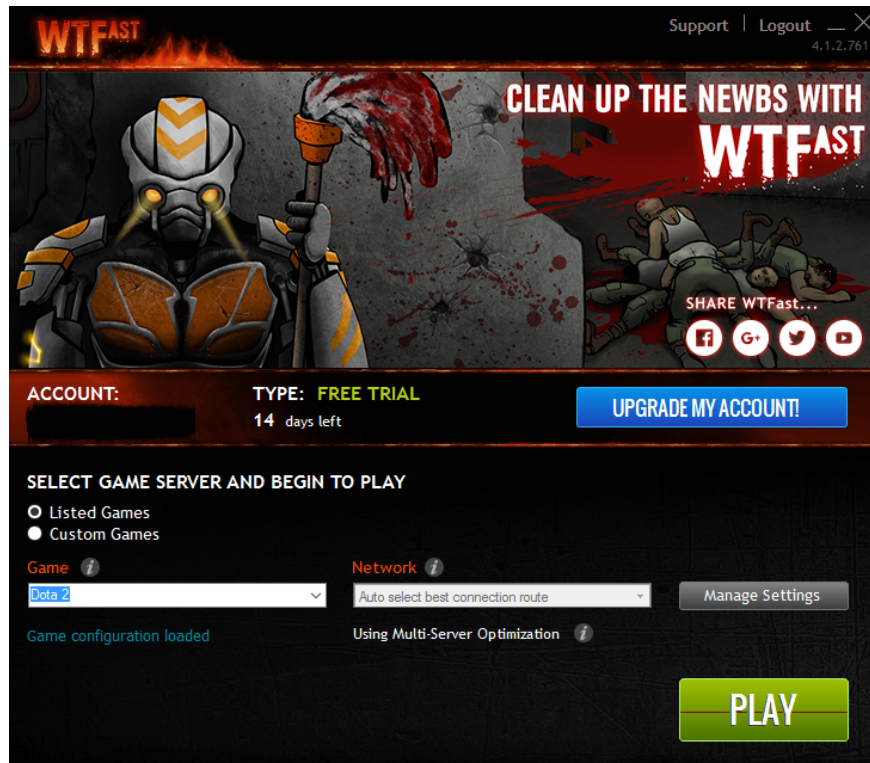 WTFAST
Support | Logout
4.1.2.761
CLEAN UP THE NEWBS WITH
WTFAST
SHARE WTFast...
G+
ACCOUNT:
TYPE: FREE TRIAL
14 days left
UPGRADE MY ACCOUNT!
SELECT GAME SERVER AND BEGIN TO PLAY
Listed Games
Custom Games
Game i
Network i
Dota 2
Auto select best connection route
Manage Settings
Game configuration loaded
Using Multi-Server Optimization i
PLAY